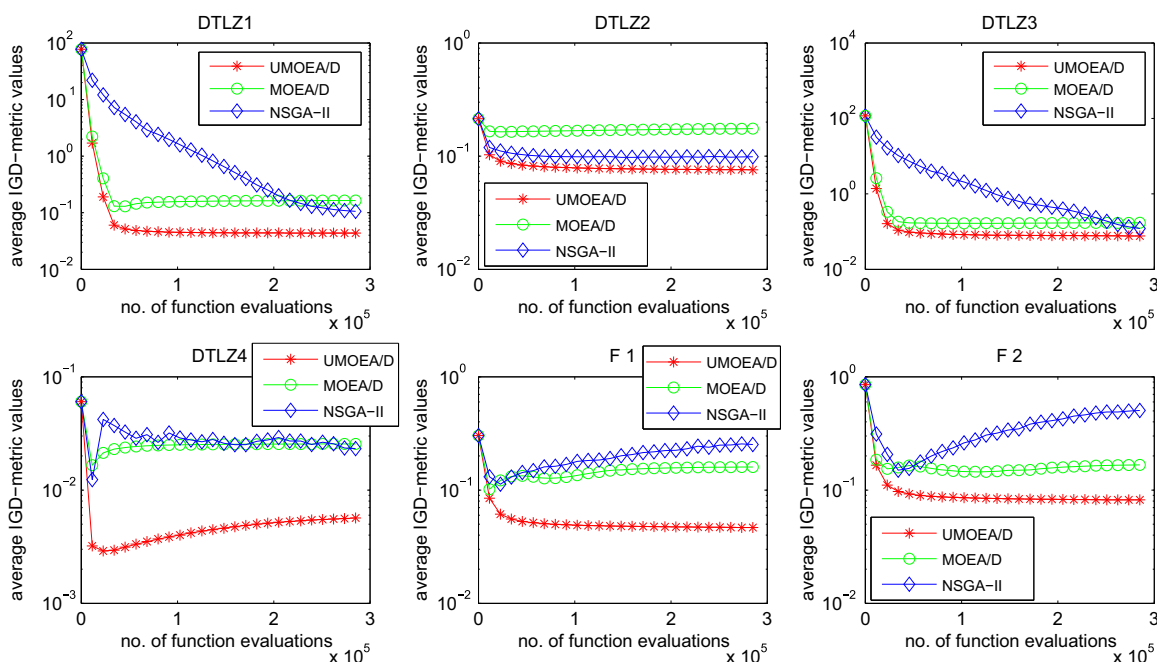 DTLZ1
10^2
10^1
10^0
10^-1
10^-2
average IGD-metric values
UMOEA/D
MOEA/D
NSGA-II
0 1 2 3
no. of function evaluations
x 10^5
DTLZ2
10^0
10^-1
10^-2
average IGD-metric values
UMOEA/D
MOEA/D
NSGA-II
0 1 2 3
no. of function evaluations
x 10^5
DTLZ3
10^4
10^2
10^0
10^-2
average IGD-metric values
UMOEA/D
MOEA/D
NSGA-II
0 1 2 3
no. of function evaluations
x 10^5
DTLZ4
10^-1
10^-2
10^-3
average IGD-metric values
UMOEA/D
MOEA/D
NSGA-II
0 1 2 3
no. of function evaluations
x 10^5
F 1
10^0
10^-1
10^-2
average IGD-metric values
UMOEA/D
MOEA/D
NSGA-II
0 1 2 3
no. of function evaluations
x 10^5
F 2
10^0
10^-1
10^-2
average IGD-metric values
UMOEA/D
MOEA/D
NSGA-II
0 1 2 3
no. of function evaluations
x 10^5